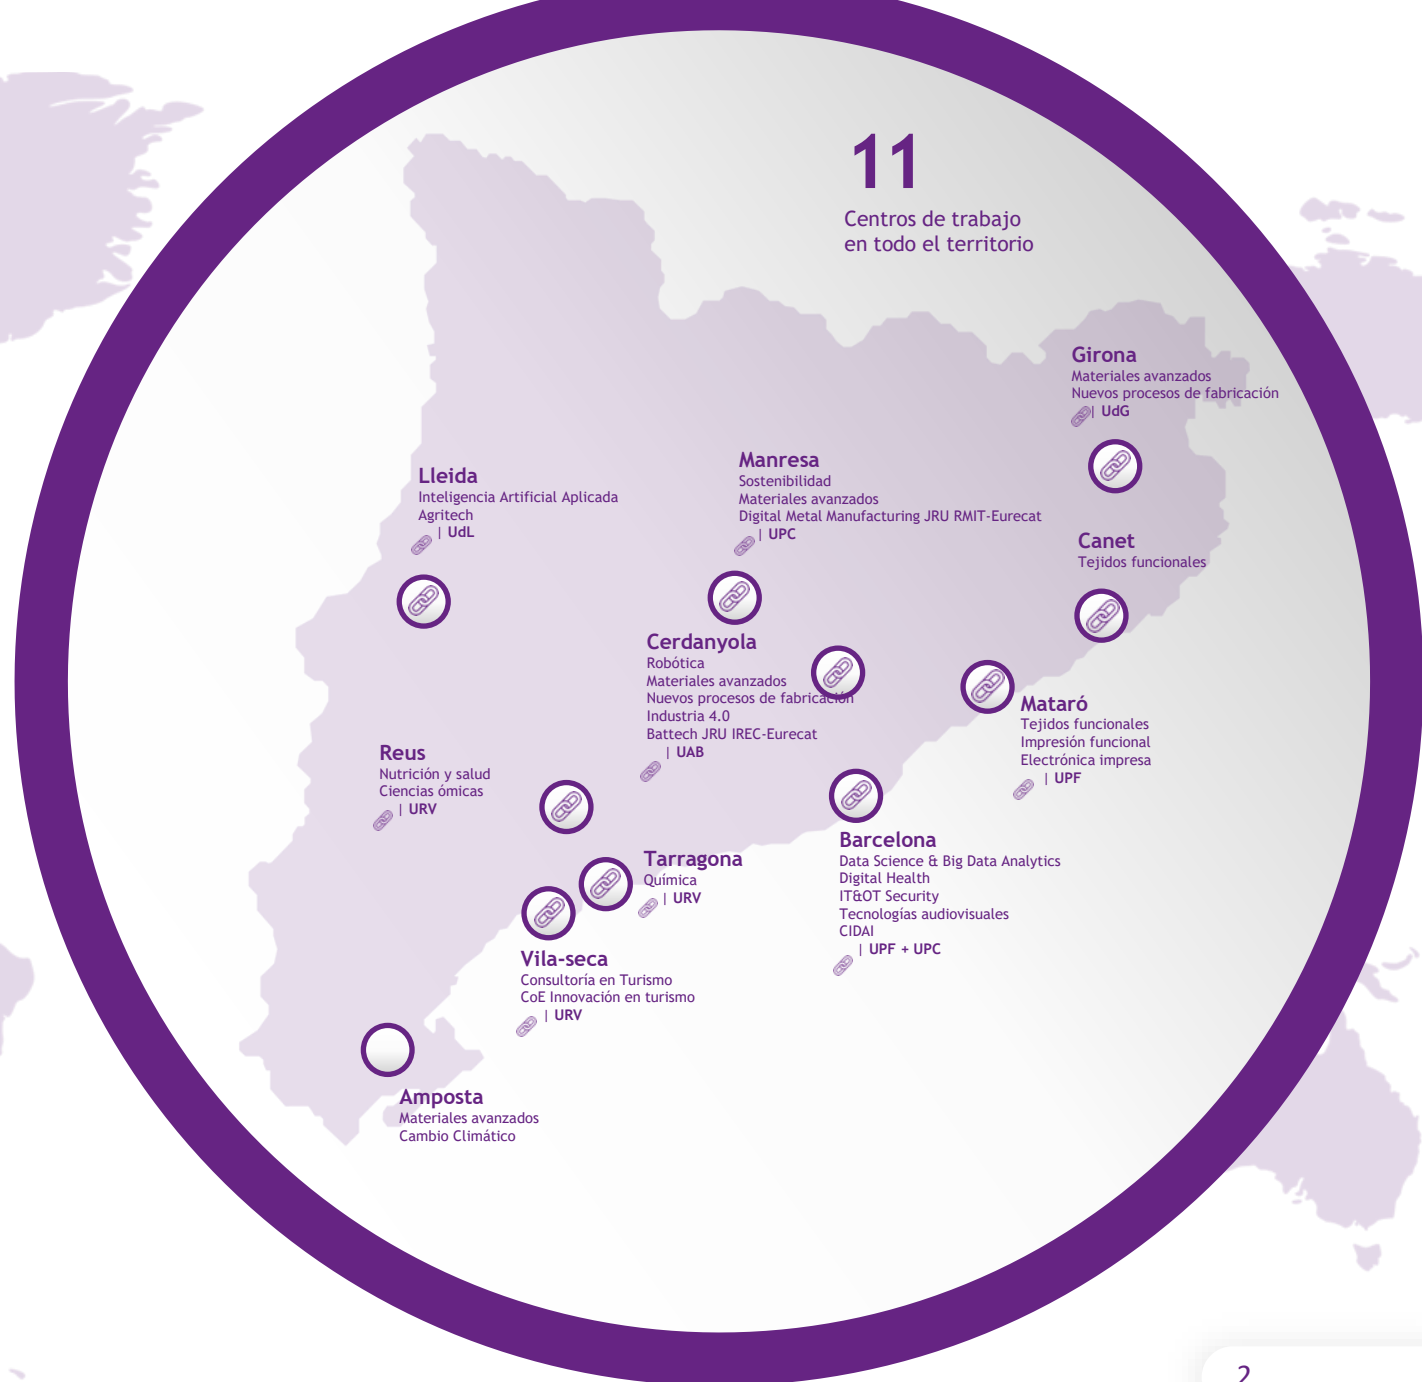 11
Centros de trabajo
en todo el territorio
Girona
Materiales avanzados
Nuevos procesos de fabricación
| UdG
Lleida
Inteligencia Artificial Aplicada
Agritech
| UdL
Manresa
Sostenibilidad
Materiales avanzados
Digital Metal Manufacturing JRU RMIT-Eurecat
| UPC
Canet
Tejidos funcionales
Cerdanyola
Robótica
Materiales avanzados
Nuevos procesos de fabricación
Industria 4.0
Battech JRU IREC-Eurecat
| UAB
Mataró
Tejidos funcionales
Impresión funcional
Electrónica impresa
| UPF
Reus
Nutrición y salud
Ciencias ómicas
| URV
Tarragona
Química
| URV
Barcelona
Data Science & Big Data Analytics
Digital Health
IT&OT Security
Tecnologías audiovisuales
CIDAI
| UPF + UPC
Vila-seca
Consultoría en Turismo
CoE Innovación en turismo
| URV
Amposta
Materiales avanzados
Cambio Climático
2